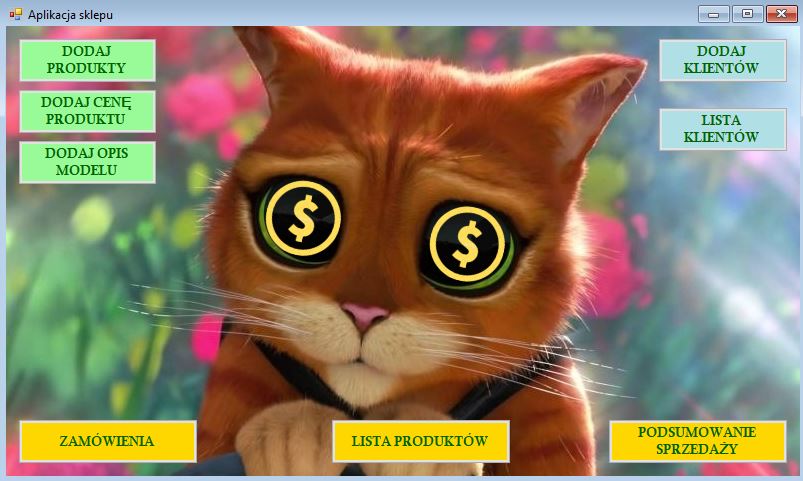 Aplikacja sklepu
DODAJ
PRODUKTY
DODAJ CENĘ
PRODUKTU
DODAJ OPIS
MODELU
DODAJ
KLIENTÓW
LISTA
KLIENTÓW
$
$
ZAMÓWIENIA
LISTA PRODUKTÓW
PODSUMOWANIE
SPRZEDAŻY